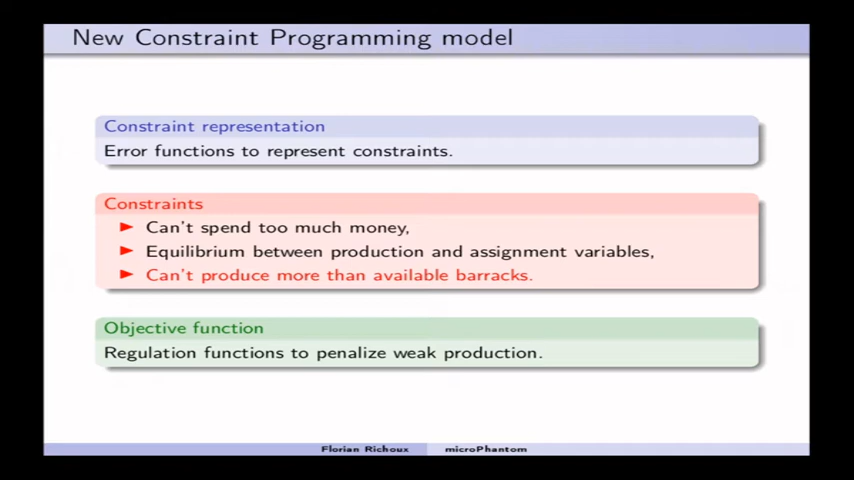 New Constraint Programming model
Constraint representation
Error functions to represent constraints.
Constraints
► Can't spend too much money,
► Equilibrium between production and assignment variables,
► Can't produce more than available barracks.
Objective function
Regulation functions to penalize weak production.
Florian Richoux microPhantom